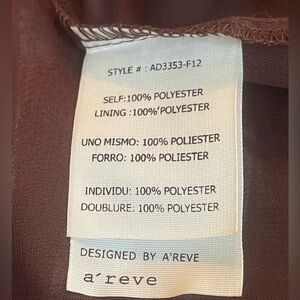 STYLE # : AD3353-F12
SELF:100% POLYESTER
LINING :100%'POLYESTER
UNO MISMO: 100% POLIESTER
FORRO: 100% POLIESTER
INDIVIDU: 100% POLYESTER
DOUBLURE: 100% POLYESTER
DESIGNED BY A'REVE
a´reve